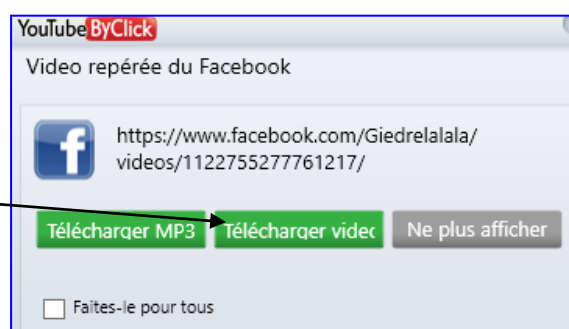 YouTube ByClick
Video repérée du Facebook
https://www.facebook.com/Giedrelalala/
videos/1122755277761217/
Télécharger MP3 Télécharger videc Ne plus afficher
Faites-le pour tous